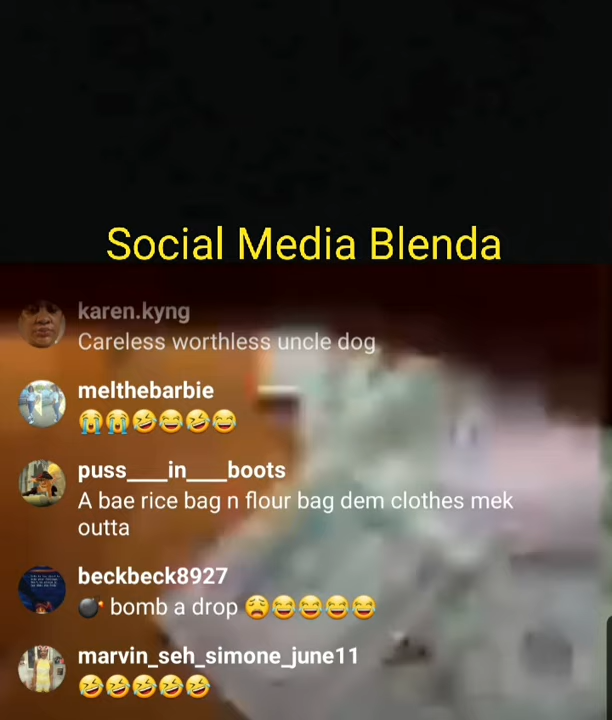 Social Media Blenda
karen.kyng
Careless worthless uncle dog
melthebarbie
😭😭🤣😂🤣😂
puss___in___boots
A bae rice bag n flour bag dem clothes mek
outta
beckbeck8927
💣 bomb a drop 😩😂😂😂😂
marvin_seh_simone_june11
🤣🤣🤣🤣🤣